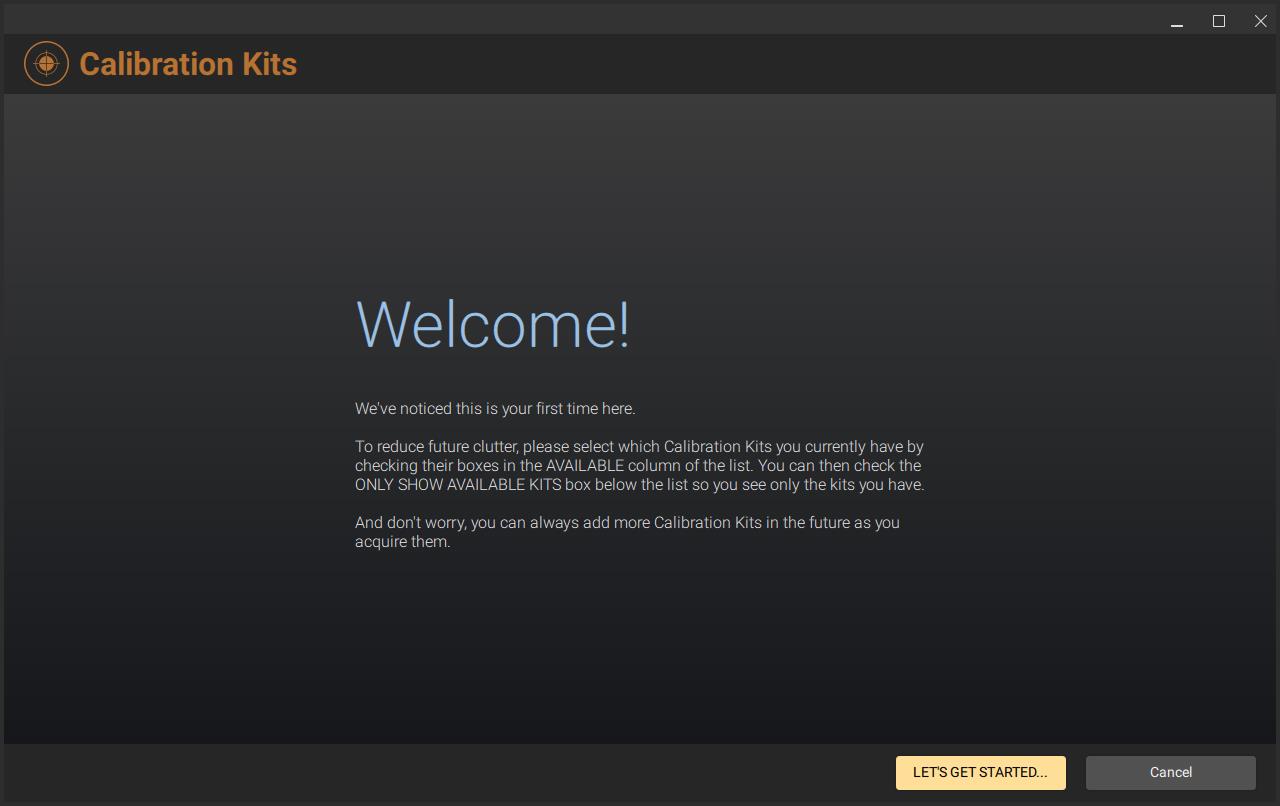 Calibration Kits
Welcome!
We've noticed this is your first time here.
To reduce future clutter, please select which Calibration Kits you currently have by
checking their boxes in the AVAILABLE column of the list. You can then check the
ONLY SHOW AVAILABLE KITS box below the list so you see only the kits you have.
And don't worry, you can always add more Calibration Kits in the future as you
acquire them.
LET'S GET STARTED...
Cancel